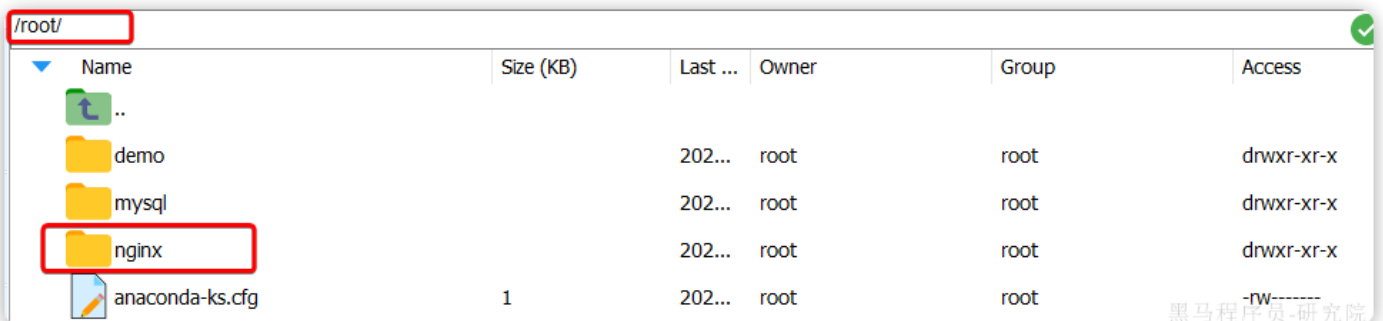 /root/
Name Size (KB) Last ... Owner Group Access
..
demo 202... root root drwxr-xr-x
mysql 202... root root drwxr-xr-x
nginx 202... root root drwxr-xr-x
anaconda-ks.cfg 1 202... root root -rw-------
黑马程序员-研究院